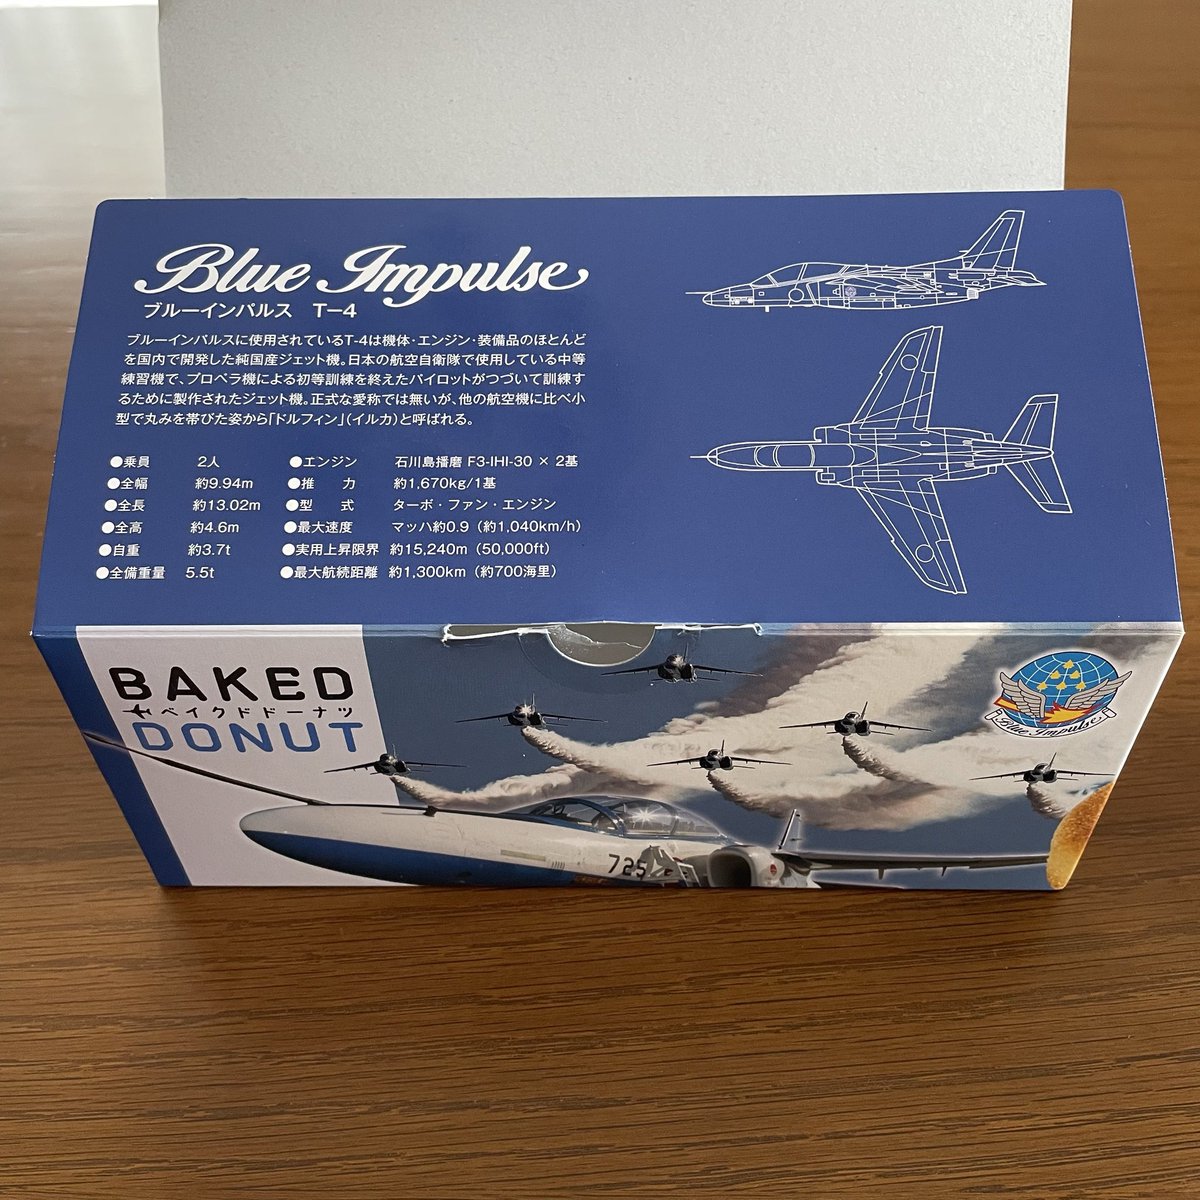 Blue Impulse
ブルーインパルス T−4
ブルーインパルスに使用されているT-4は機体・エンジン・装備品のほとんど
を国内で開発した純国産ジェット機。日本の航空自衛隊で使用している中等
練習機で、プロペラ機による初等訓練を終えたパイロットがつづいて訓練す
るために製作されたジェット機。正式な愛称では無いが、他の航空機に比べ小
型で丸みを帯びた姿から「ドルフィン」(イルカ)と呼ばれる。
●乗員 2人 ●エンジン 石川島播磨 F3-IHI-30 × 2基
●全幅 約9.94m ●推力 約1,670kg/1基
●全長 約13.02m ●型式 ターボ・ファン・エンジン
●全高 約4.6m ●最大速度 マッハ約0.9 (約1,040km/h)
●自重 約3.7t ●実用上昇限界 約15,240m (50,000ft)
●全備重量 5.5t ●最大航続距離 約1,300km (約700海里)
BAKED
ベイクドドーナツ
DONUT
Blue Impulse
725